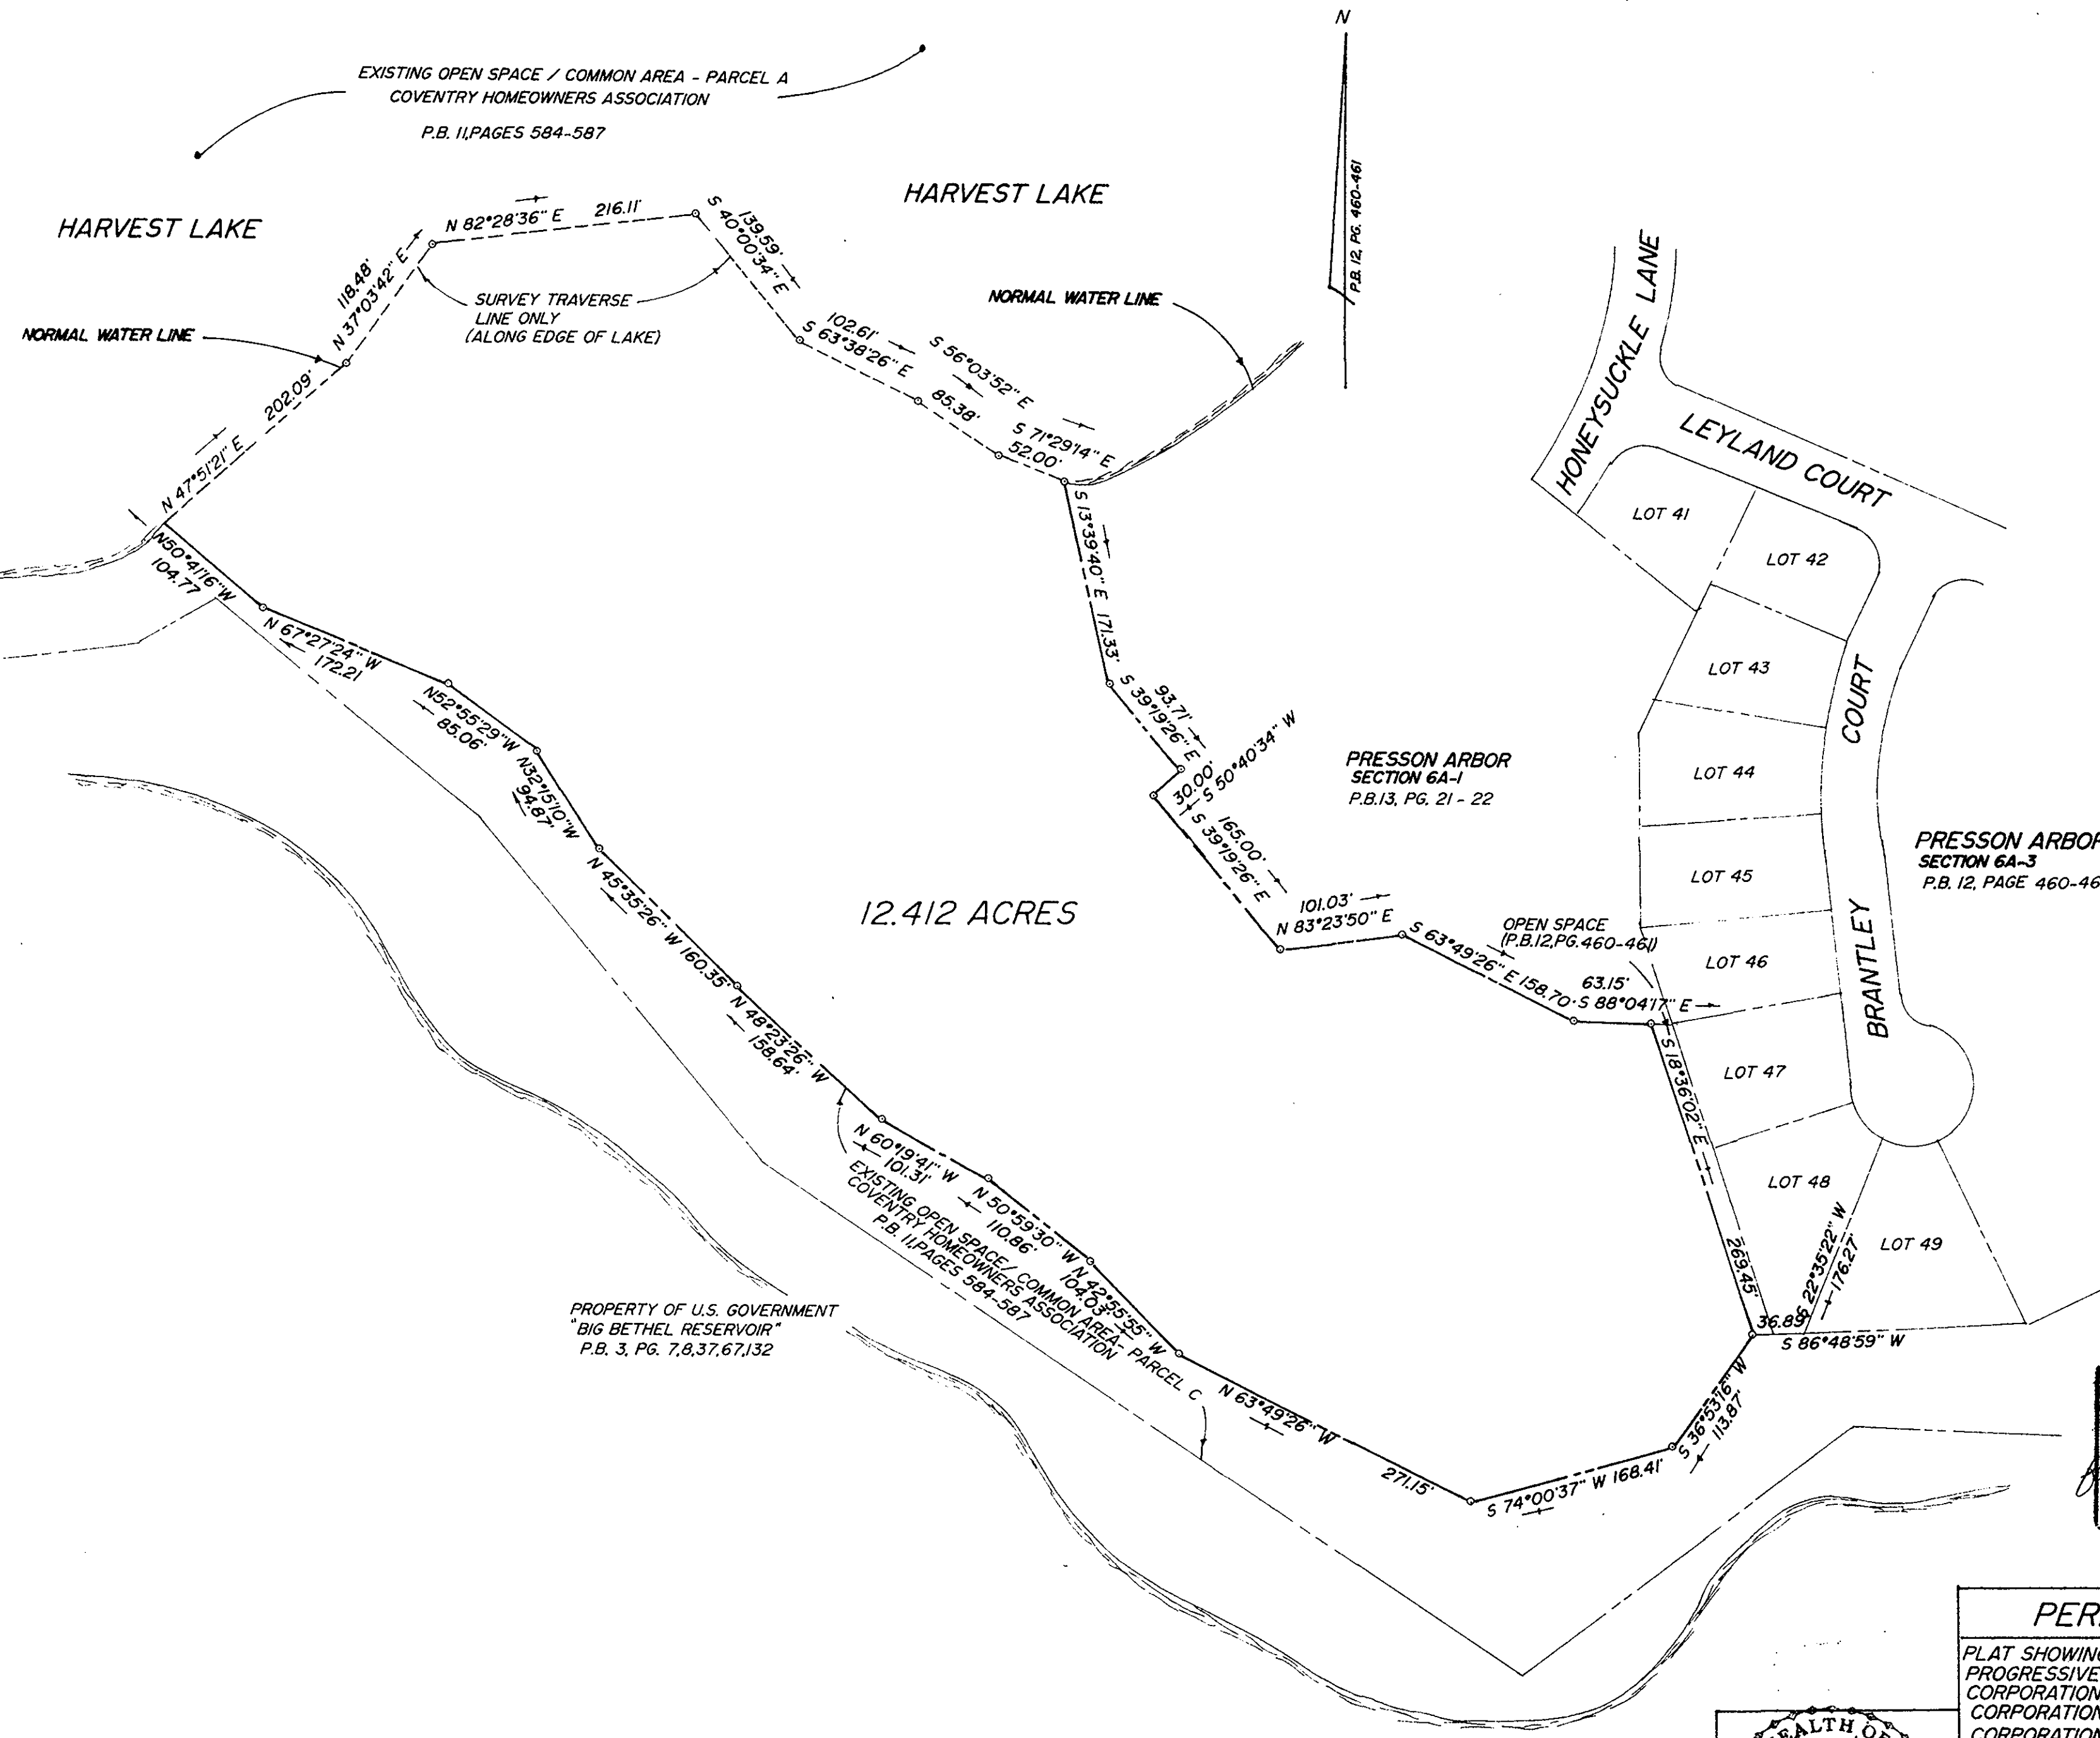 N
EXISTING OPEN SPACE / COMMON AREA - PARCEL A
COVENTRY HOMEOWNERS ASSOCIATION
P.B. 11,PAGES 584-587
P.B. 12, PG. 460-461
HARVEST LAKE
HARVEST LAKE
N 82°28'36" E 216.11'
139.59'
S 40°00'34" E
118.48'
N 37°03'42" E
SURVEY TRAVERSE
LINE ONLY
(ALONG EDGE OF LAKE)
NORMAL WATER LINE
NORMAL WATER LINE
102.61'
S 63°38'26" E
S 56°03'52" E
85.38'
S 71°29'14" E
52.00'
202.09'
N 47°51'21" E
HONEYSUCKLE LANE
LEYLAND COURT
LOT 41
LOT 42
LOT 43
LOT 44
LOT 45
LOT 46
LOT 47
LOT 48
LOT 49
BRANTLEY COURT
N50°41'16"W
104.77
N 67°27'24" W
172.21
N52°55'29"W
85.06'
N32°15'10"W
94.87'
N 45°35'26" W 160.35'
N 48°23'26" W
158.64'
S 13°39'40" E 171.33'
93.71'
S 39°19'26" E
30.00'
S 50°40'34" W
165.00'
S 39°19'26" E
PRESSON ARBOR
SECTION 6A-1
P.B.13, PG. 21 - 22
PRESSON ARBOR
SECTION 6A-3
P.B. 12, PAGE 460-46
12.412 ACRES
101.03'
N 83°23'50" E
OPEN SPACE
(P.B.12,PG.460-461)
S 63°49'26" E 158.70'
63.15'
S 88°04'17" E
S 18°36'02" E
269.45'
N 60°19'41" W
101.31'
N 50°59'30" W
110.86'
N 42°55'55" W
104.03'
EXISTING OPEN SPACE/ COMMON AREA- PARCEL C
COVENTRY HOMEOWNERS ASSOCIATION
P.B. 11,PAGES 584-587
PROPERTY OF U.S. GOVERNMENT
"BIG BETHEL RESERVOIR"
P.B. 3, PG. 7,8,37,67,132
S 22°35'22" W
176.27'
36.89'
S 86°48'59" W
S 36°53'16" W
113.87'
N 63°49'26" W
271.15'
S 74°00'37" W 168.41'
PER
PLAT SHOWING
PROGRESSIVE
CORPORATION
CORPORATION
CORPORATION
EALTH OF